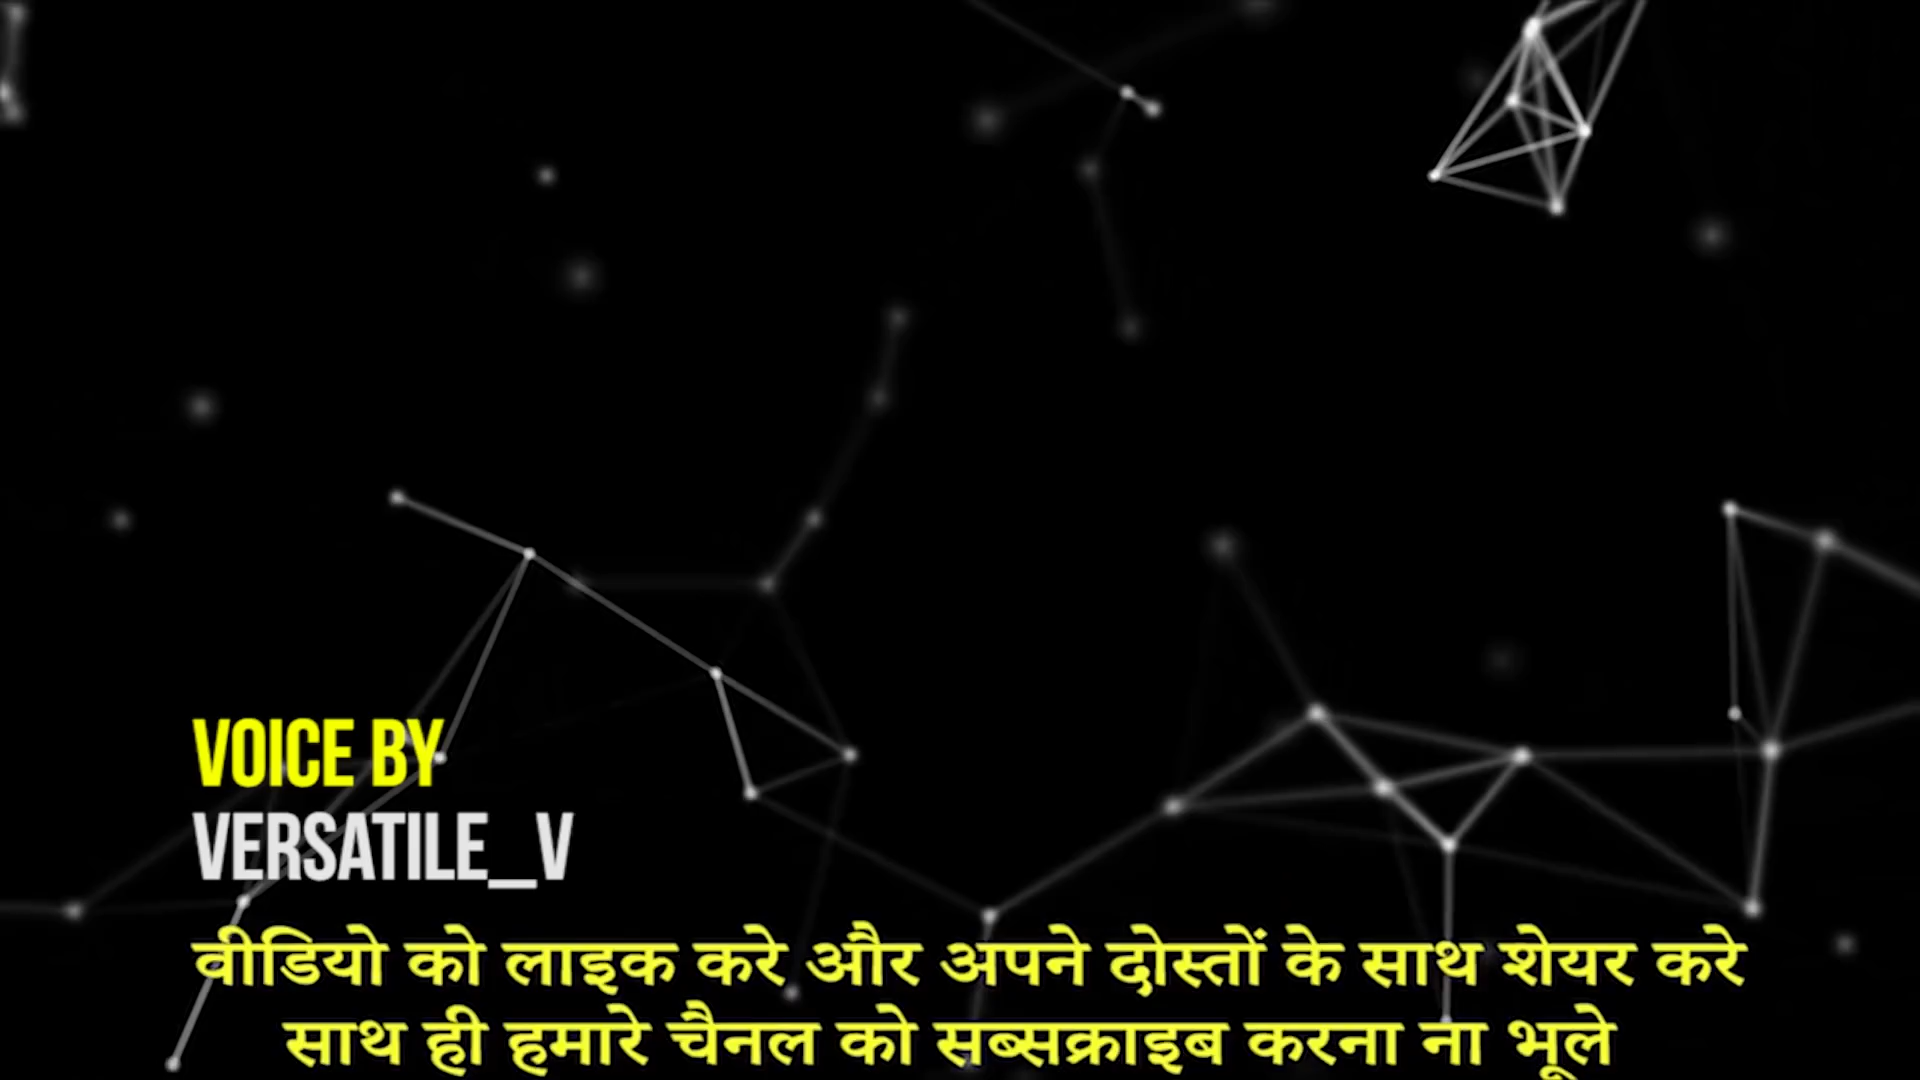 VOICE BY
VERSATILE_V
वीडियो को लाइक करे और अपने दोस्तों के साथ शेयर करे
साथ ही हमारे चैनल को सब्सक्राइब करना ना भूले